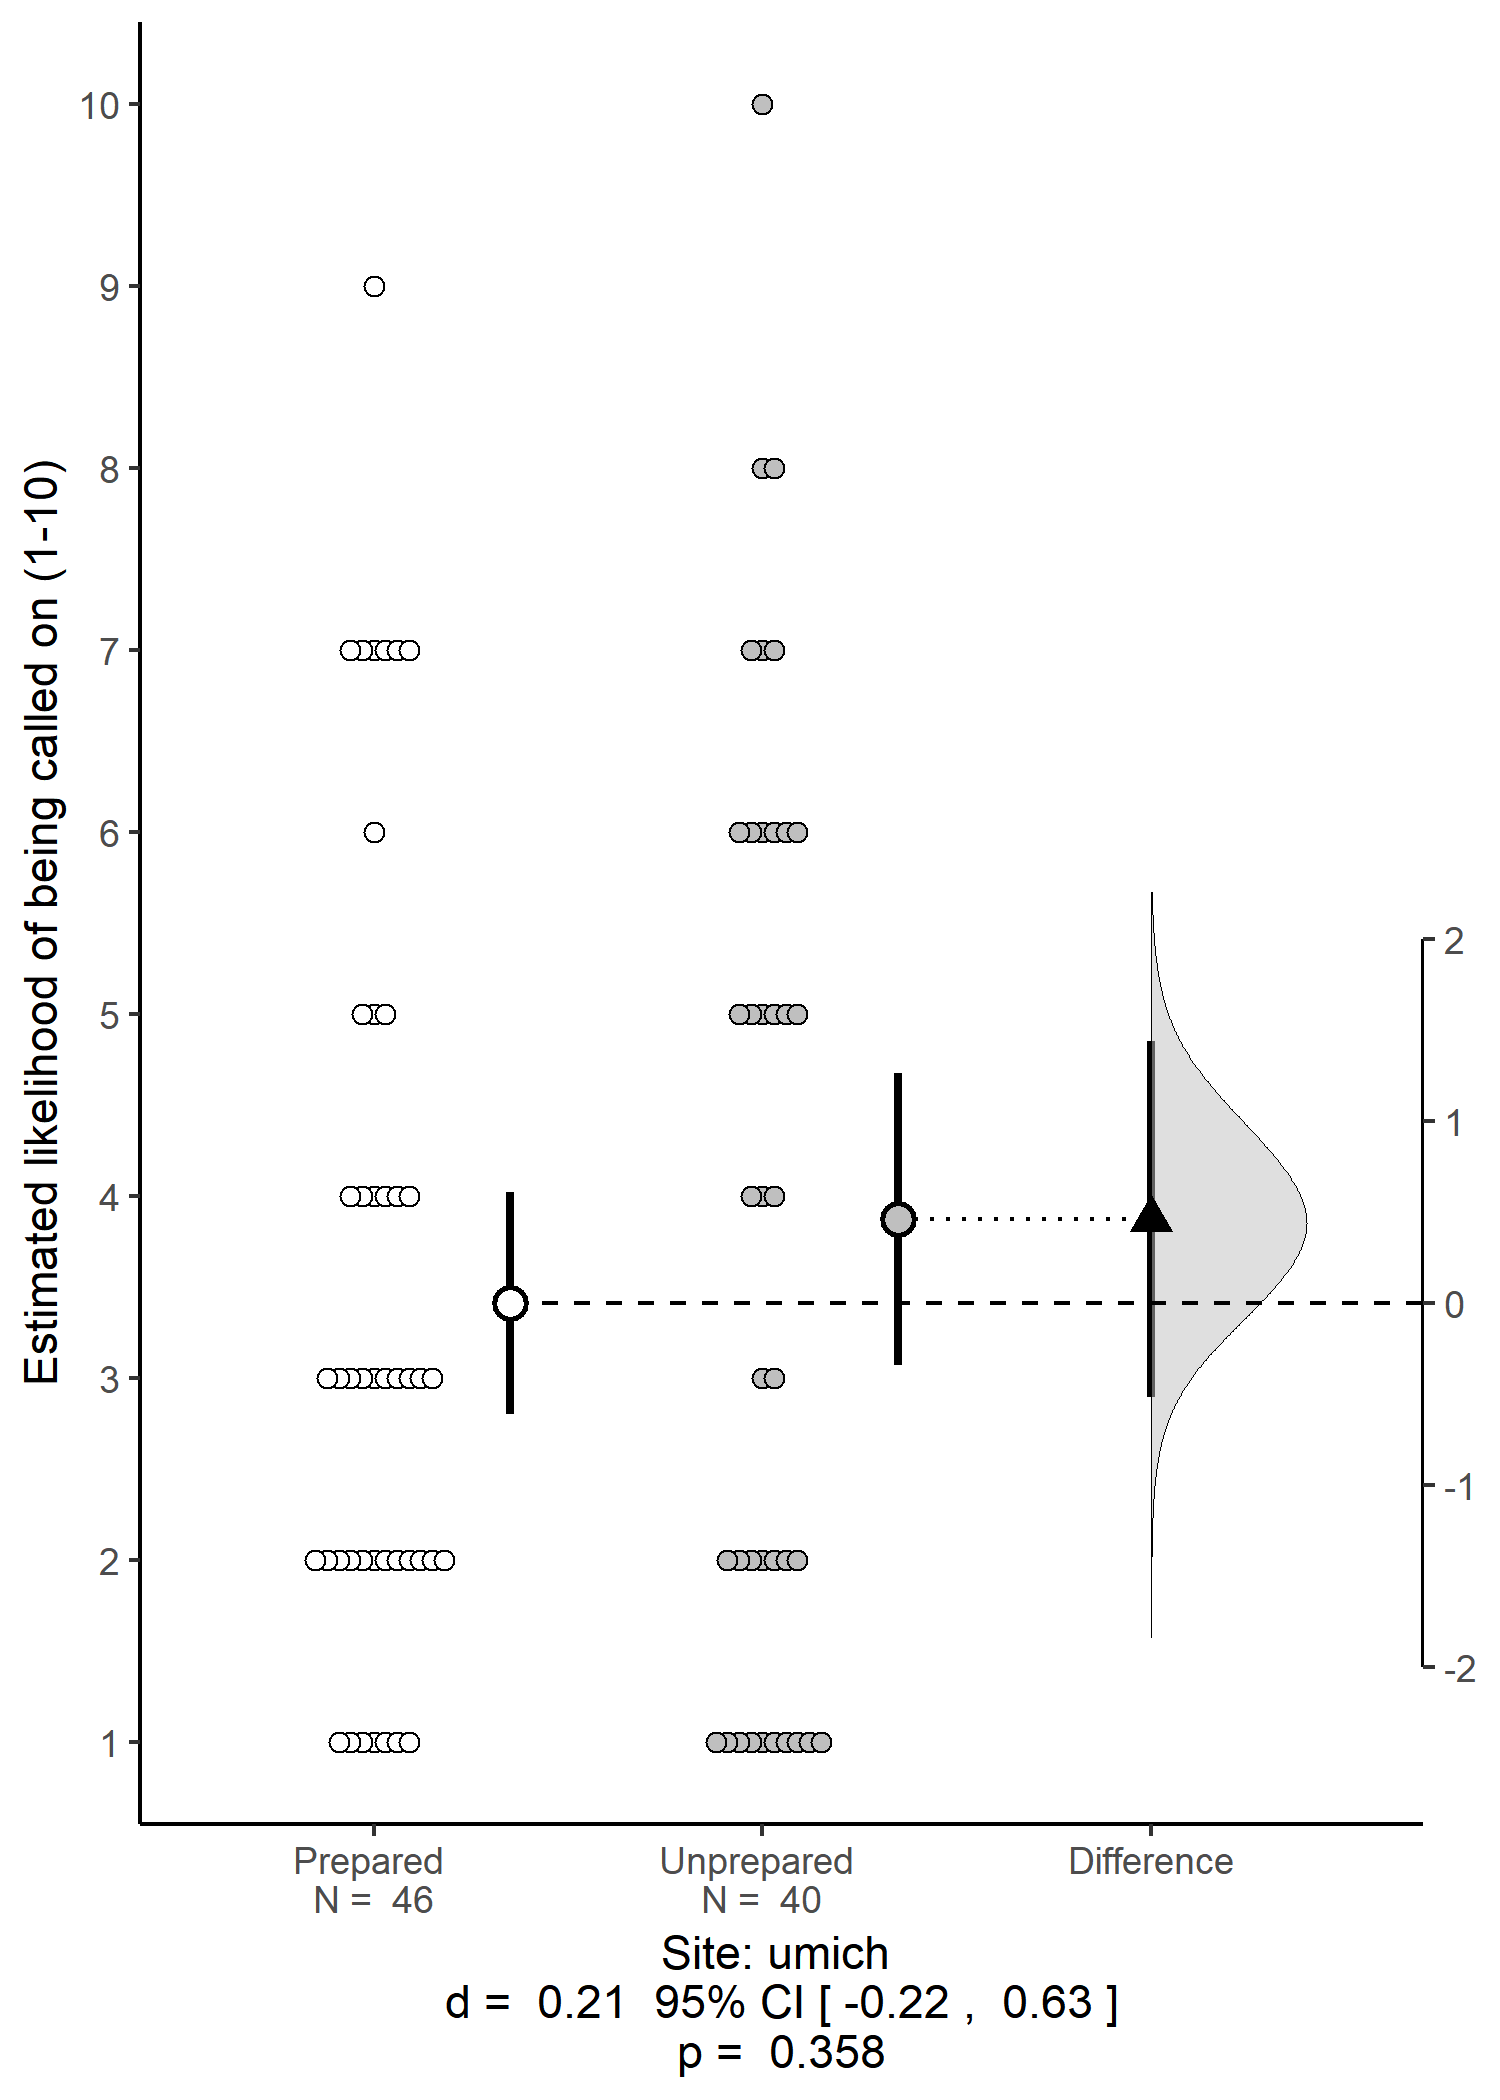 Estimated likelihood of being called on (1-10)
10
9
8
7
6
5
4
3
2
1
2
1
0
-1
-2
Prepared
N = 46
Unprepared
N = 40
Difference
Site: umich
d = 0.21 95% CI [ -0.22 , 0.63 ]
p = 0.358